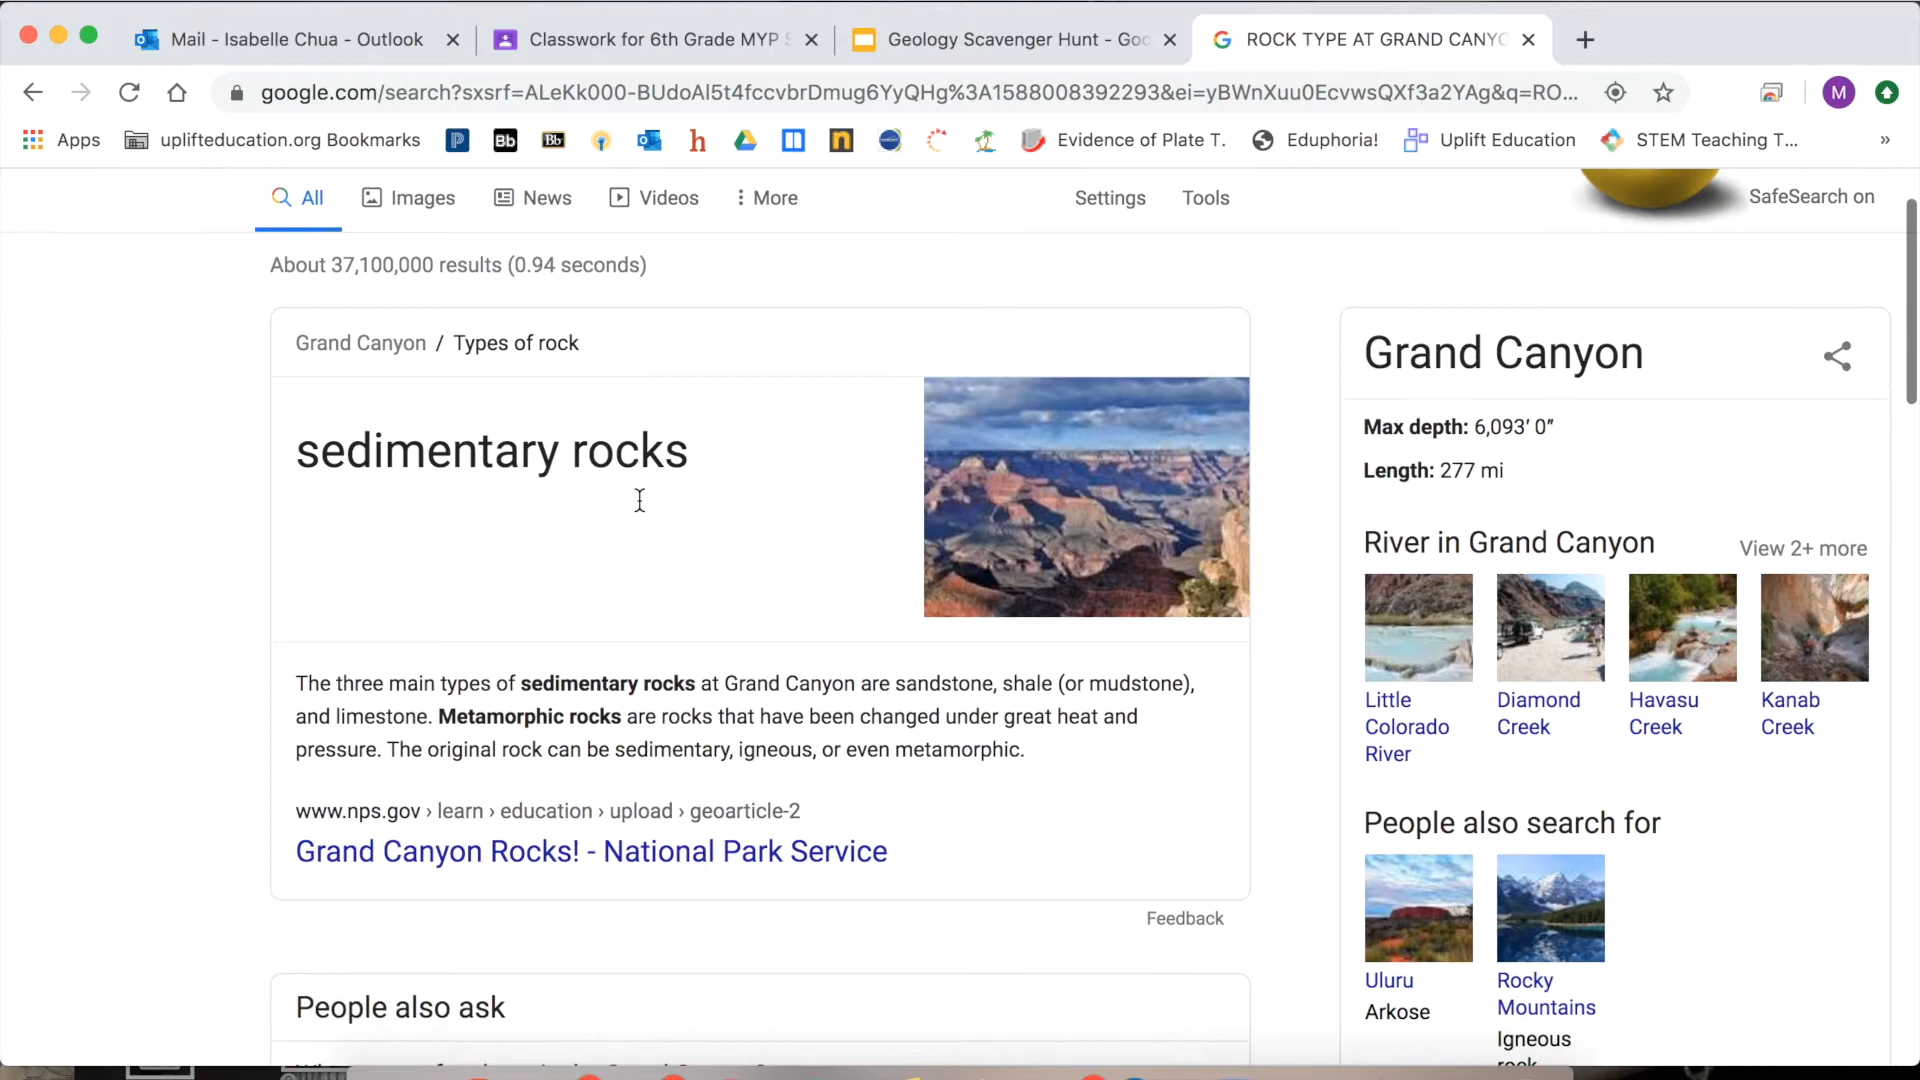 Mail - Isabelle Chua - Outlook
Classwork for 6th Grade MYP S
Geology Scavenger Hunt - Goo
ROCK TYPE AT GRAND CANYO
google.com/search?sxsrf=ALeKk000-BUdoAl5t4fccvbrDmug6YyQHg%3A1588008392293&ei=yBWnXuu0EcvwsQXf3a2YAg&q=RO...
M
Apps
uplifteducation.org Bookmarks
P
Bb
Bb
h
n
Evidence of Plate T.
Eduphoria!
Uplift Education
STEM Teaching T...
»
All
Images
News
Videos
More
Settings
Tools
SafeSearch on
About 37,100,000 results (0.94 seconds)
Grand Canyon / Types of rock
sedimentary rocks
The three main types of sedimentary rocks at Grand Canyon are sandstone, shale (or mudstone),
and limestone. Metamorphic rocks are rocks that have been changed under great heat and
pressure. The original rock can be sedimentary, igneous, or even metamorphic.
www.nps.gov › learn › education › upload › geoarticle-2
Grand Canyon Rocks! - National Park Service
Feedback
People also ask
Grand Canyon
Max depth: 6,093′ 0″
Length: 277 mi
River in Grand Canyon
View 2+ more
Little
Colorado
River
Diamond
Creek
Havasu
Creek
Kanab
Creek
People also search for
Uluru
Arkose
Rocky
Mountains
Igneous
rock